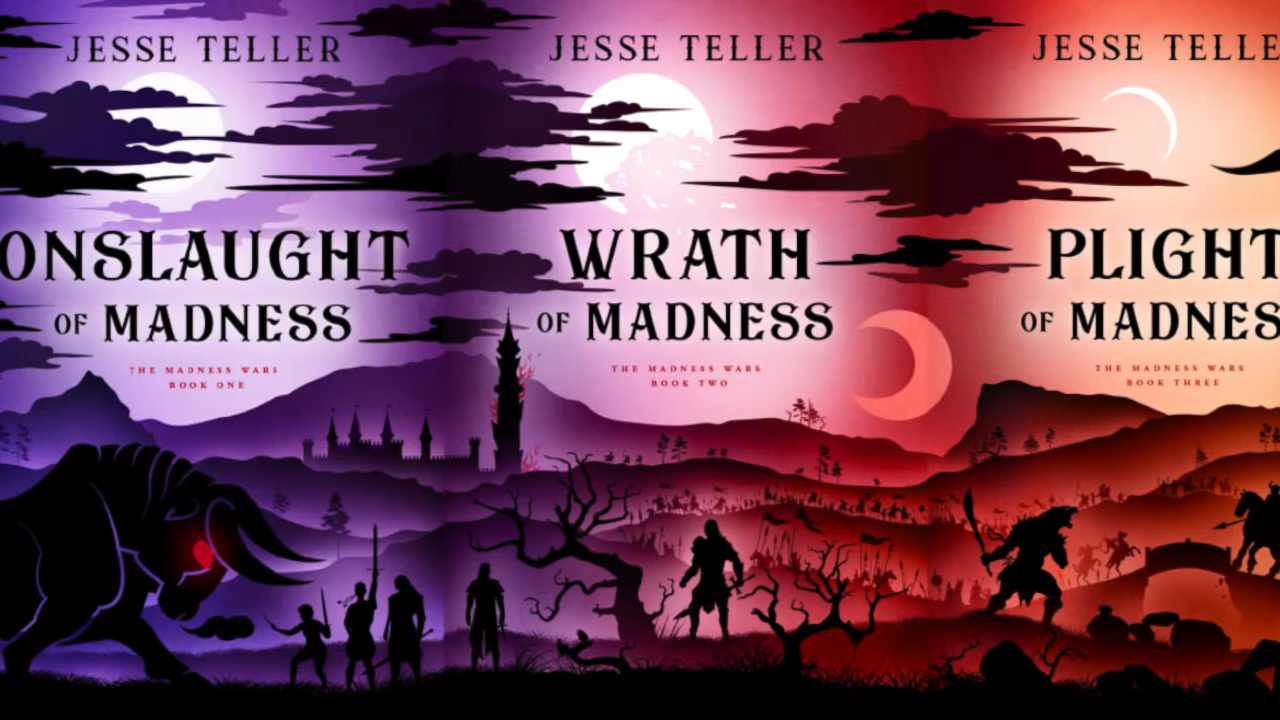 JESSE TELLER
ONSLAUGHT
OF MADNESS
THE MADNESS WARS
BOOK ONE
JESSE TELLER
WRATH
OF MADNESS
THE MADNESS WARS
BOOK TWO
JESSE TELLE
PLIGHT
OF MADNES
THE MADNESS WARS
BOOK THREE